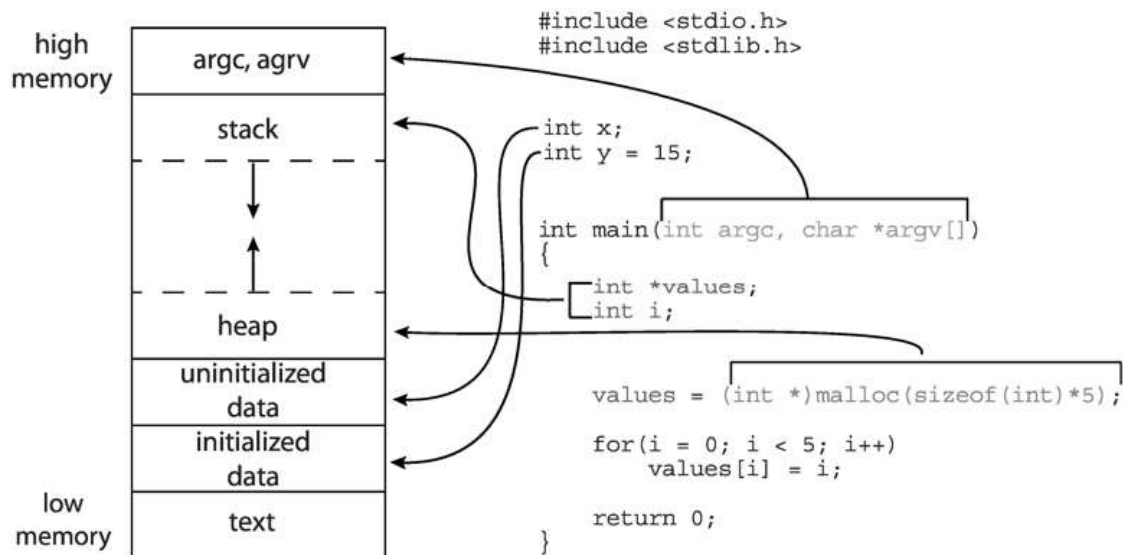 high
memory
argc, agrv
stack
heap
uninitialized
data
initialized
data
low
memory
text
#include <stdio.h>
#include <stdlib.h>
int x;
int y = 15;
int main(int argc, char *argv[])
{
int *values;
int i;
values = (int *)malloc(sizeof(int)*5);
for(i = 0; i < 5; i++)
values[i] = i;
return 0;
}